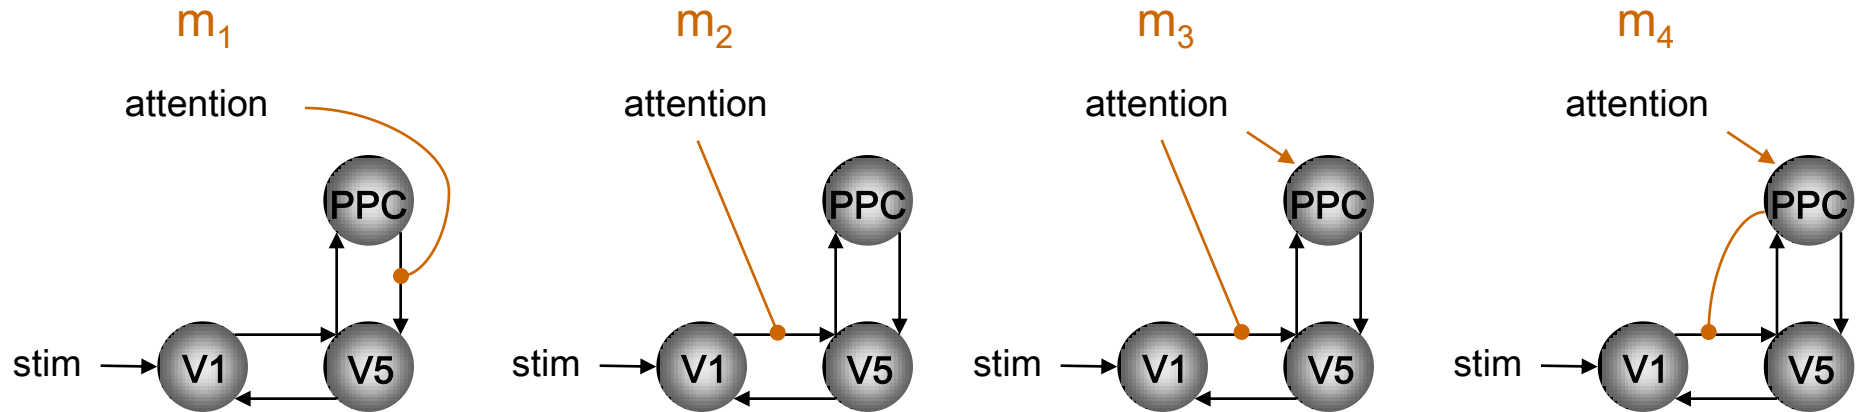 m1 m2 m3 m4
attention attention attention attention
PPC PPC PPC PPC
stim V1 V5 stim V1 V5 stim V1 V5 stim V1 V5